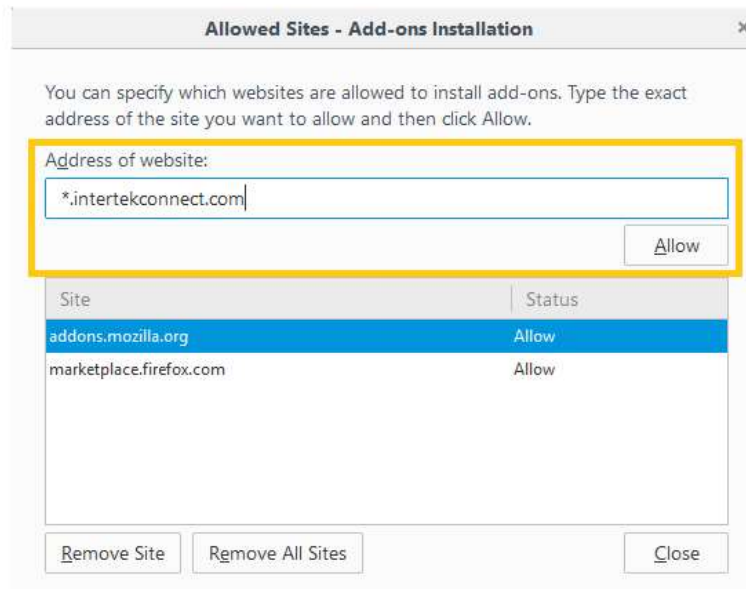 Allowed Sites - Add-ons Installation
You can specify which websites are allowed to install add-ons. Type the exact
address of the site you want to allow and then click Allow.
Address of website:
*.intertekconnect.com
Allow
Site Status
addons.mozilla.org Allow
marketplace.firefox.com Allow
Remove Site Remove All Sites Close